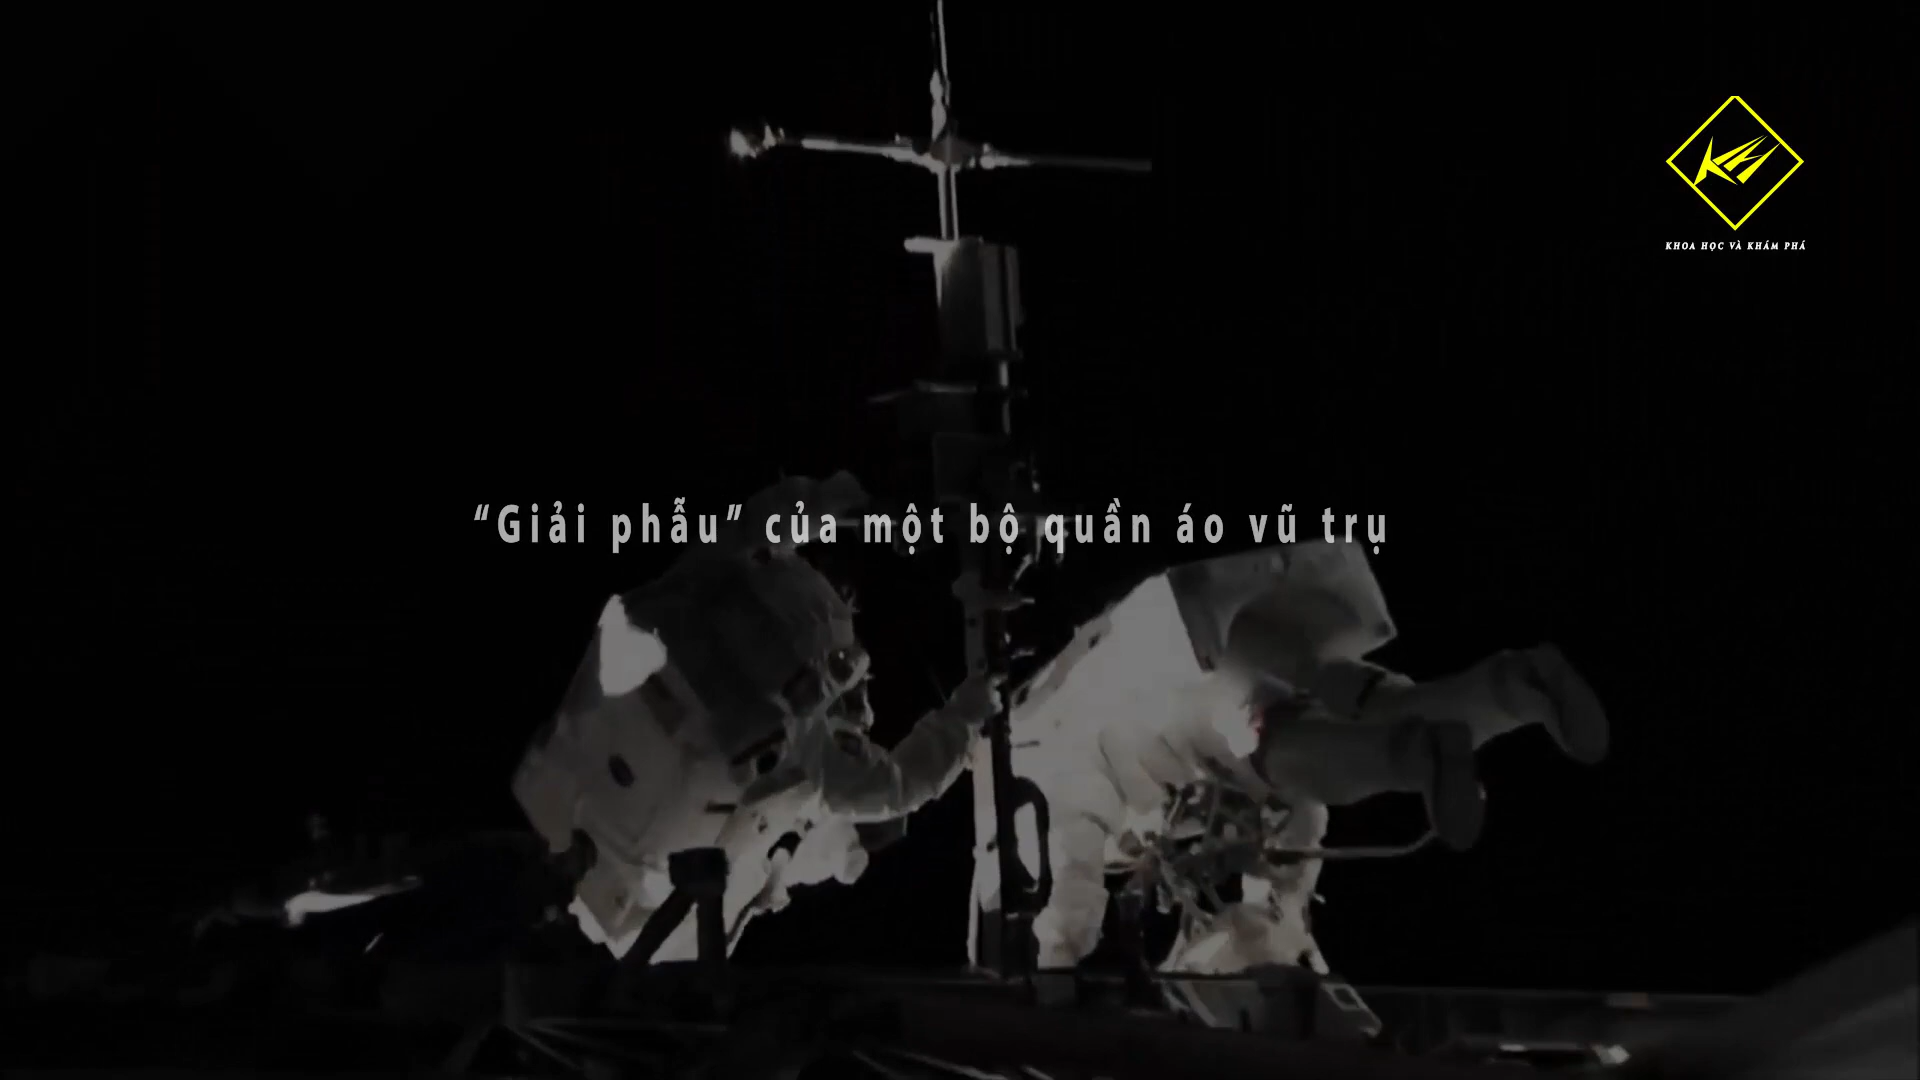 KHOA HỌC VÀ KHÁM PHÁ
“Giải phẫu” của một bộ quần áo vũ trụ